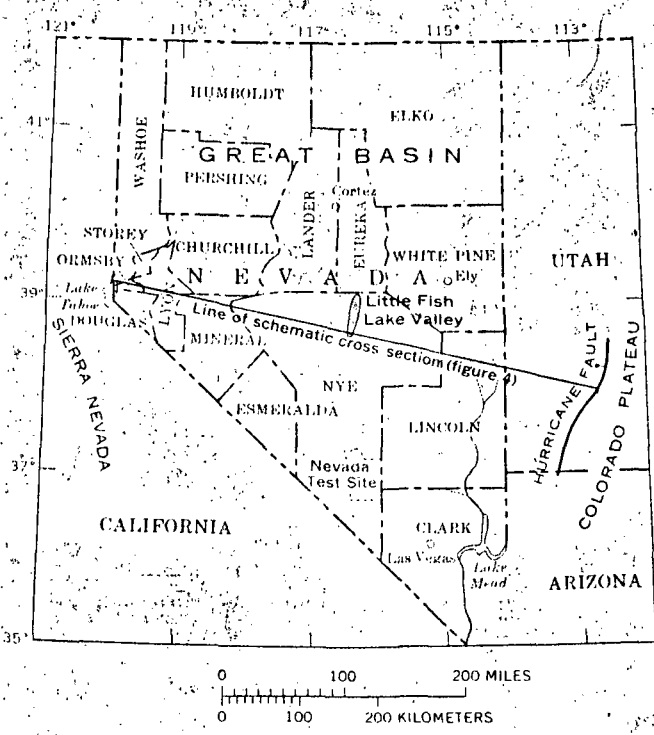 121° 119° 117° 115° 113°
HUMBOLDT
ELKO
41°
WASHOE
GREAT BASIN
PERSHING
LANDER
Cortez
EUREKA
STOREY
CHURCHILL
WHITE PINE
UTAH
ORMSBY
NEVADA
Ely
39°
Lake Tahoe
LYON
Little Fish
Lake Valley
DOUGLAS
Line of schematic cross section (figure 4)
MINERAL
SIERRA NEVADA
NYE
ESMERALDA
HURRICANE FAULT
COLORADO PLATEAU
LINCOLN
37°
Nevada
Test Site
CALIFORNIA
CLARK
Las Vegas
Lake
Mead
ARIZONA
35°
0 100 200 MILES
0 100 200 KILOMETERS